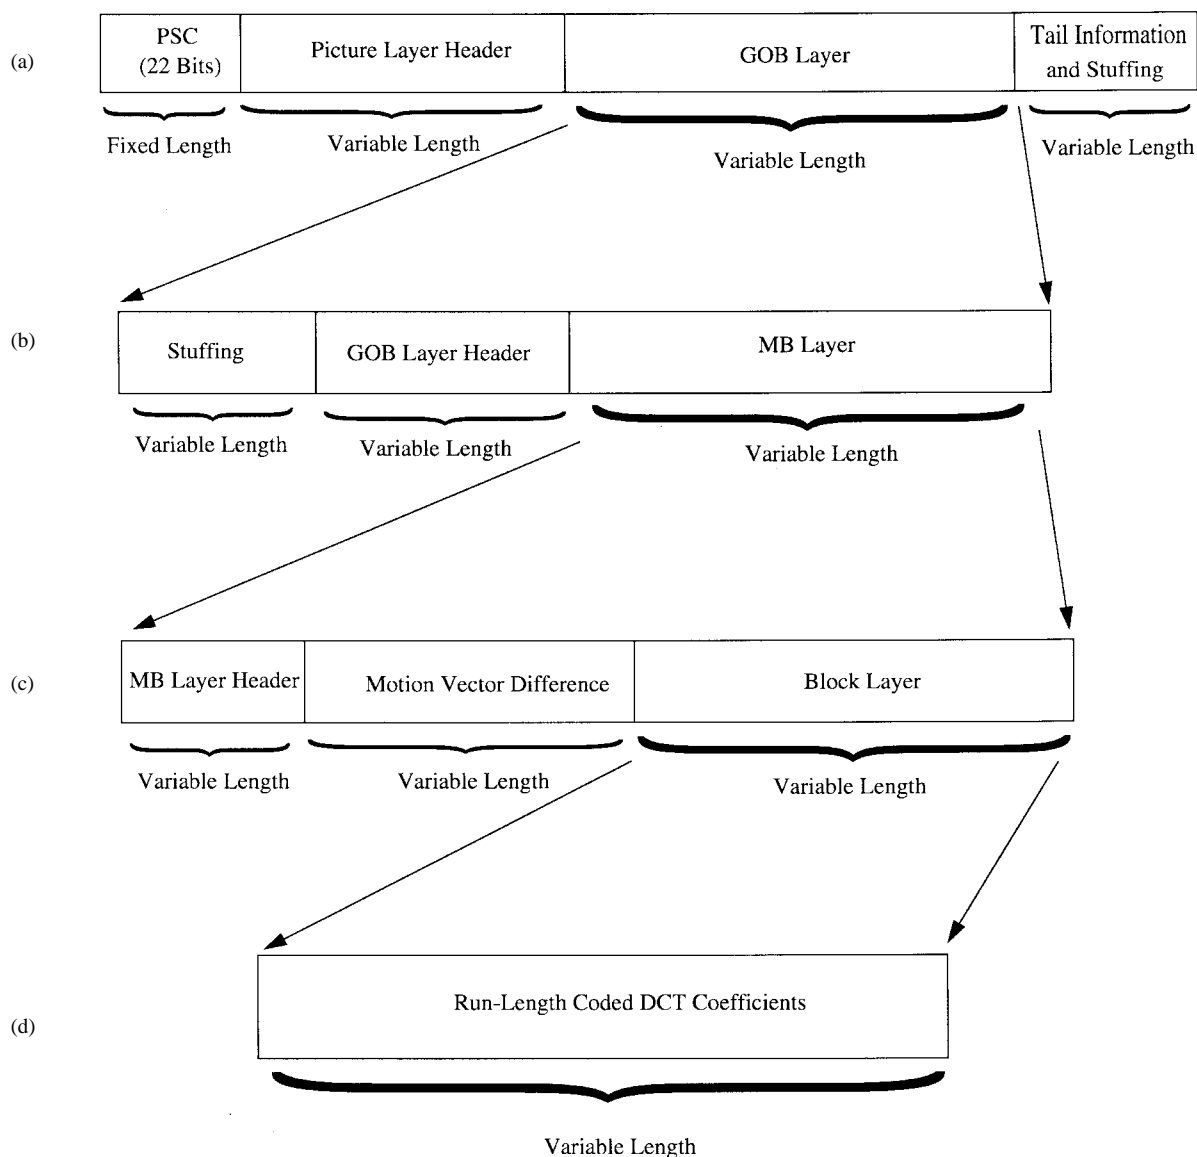 (a)
PSC
(22 Bits)
Picture Layer Header
GOB Layer
Tail Information
and Stuffing
Fixed Length
Variable Length
Variable Length
Variable Length
(b)
Stuffing
GOB Layer Header
MB Layer
Variable Length
Variable Length
Variable Length
(c)
MB Layer Header
Motion Vector Difference
Block Layer
Variable Length
Variable Length
Variable Length
(d)
Run-Length Coded DCT Coefficients
Variable Length